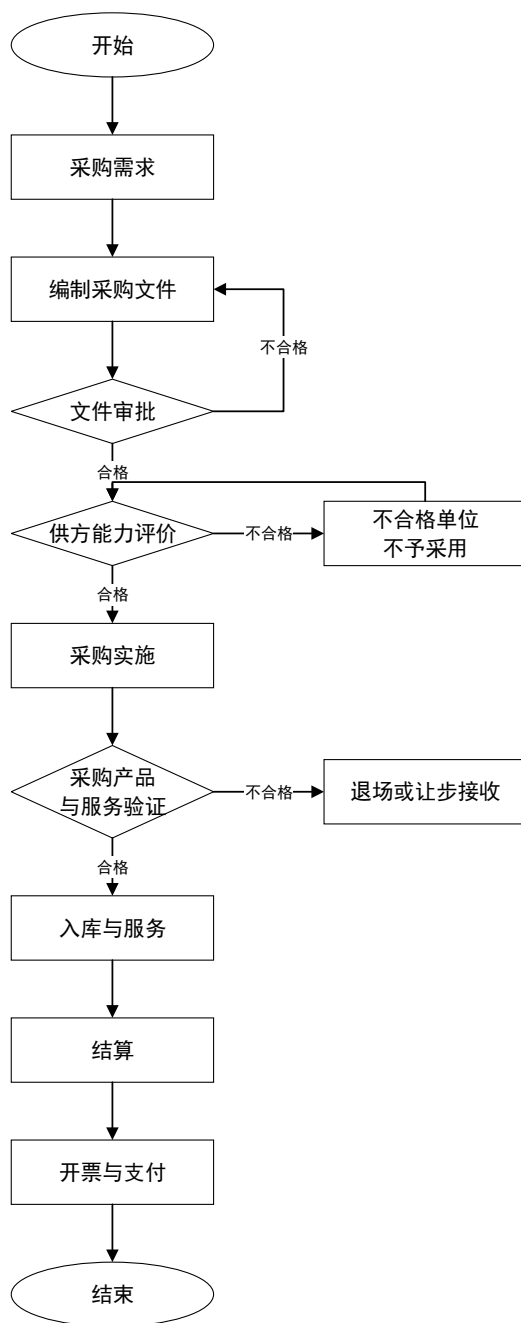 开始
采购需求
编制采购文件
不合格
文件审批
合格
供方能力评价
不合格
不合格单位
不予采用
合格
采购实施
采购产品
与服务验证
不合格
退场或让步接收
合格
入库与服务
结算
开票与支付
结束